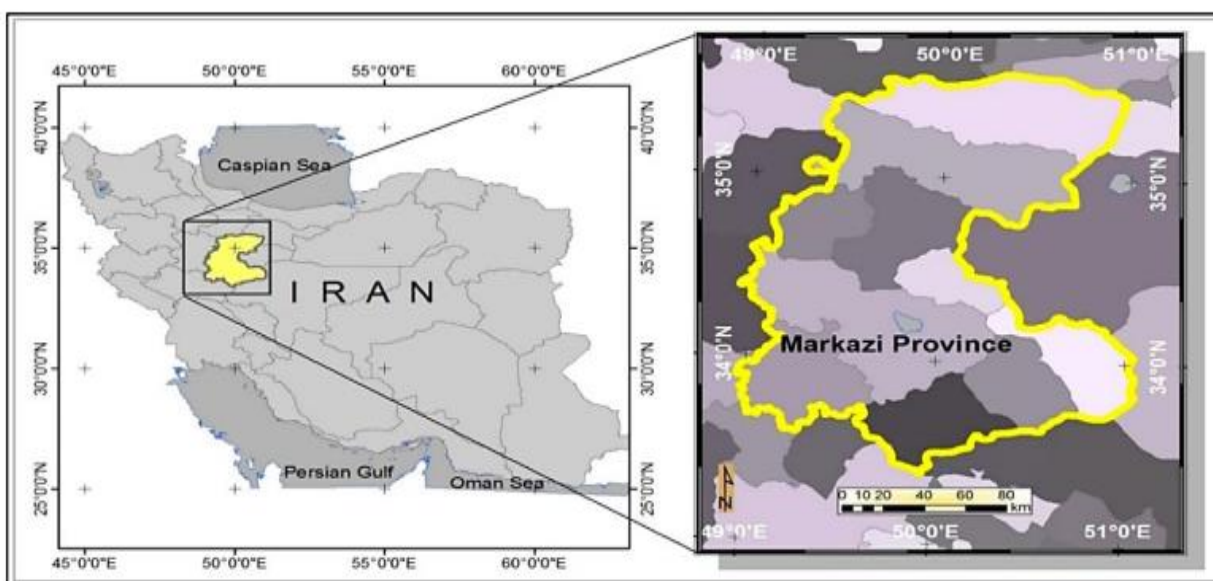 45°0'0"E 50°0'0"E 55°0'0"E 60°0'0"E
40°0'0"N
35°0'0"N
30°0'0"N
25°0'0"N
Caspian Sea
IRAN
Persian Gulf
Oman Sea
40°0'0"N
35°0'0"N
30°0'0"N
25°0'0"N
45°0'0"E 50°0'0"E 55°0'0"E 60°0'0"E
49°0'E 50°0'E 51°0'E
35°0'N
34°0'N
Markazi Province
35°0'N
34°0'N
N
0 10 20 40 60 80
km
49°0'E 50°0'E 51°0'E